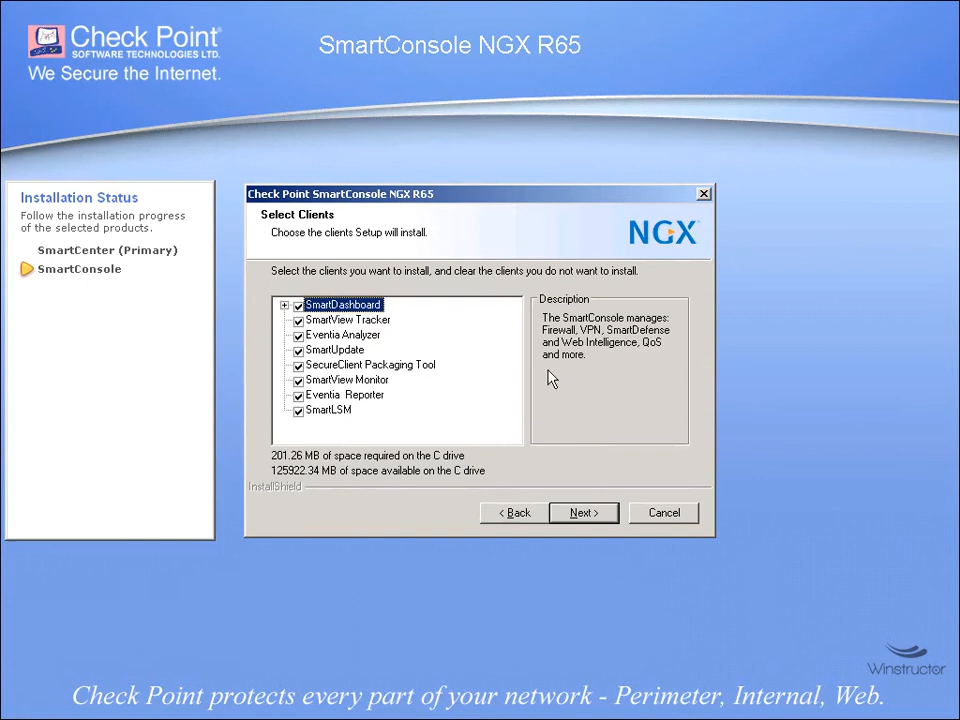 Check Point
SOFTWARE TECHNOLOGIES LTD.
We Secure the Internet.
SmartConsole NGX R65
Installation Status
Follow the installation progress
of the selected products.
SmartCenter (Primary)
SmartConsole
Check Point SmartConsole NGX R65
Select Clients
Choose the clients Setup will install.
NGX
Select the clients you want to install, and clear the clients you do not want to install.
SmartDashboard
SmartView Tracker
Eventia Analyzer
SmartUpdate
SecureClient Packaging Tool
SmartView Monitor
Eventia Reporter
SmartLSM
Description
The SmartConsole manages:
Firewall, VPN, SmartDefense
and Web Intelligence, QoS
and more.
201.26 MB of space required on the C drive
125922.34 MB of space available on the C drive
InstallShield
< Back
Next >
Cancel
Winstructor
Check Point protects every part of your network - Perimeter, Internal, Web.